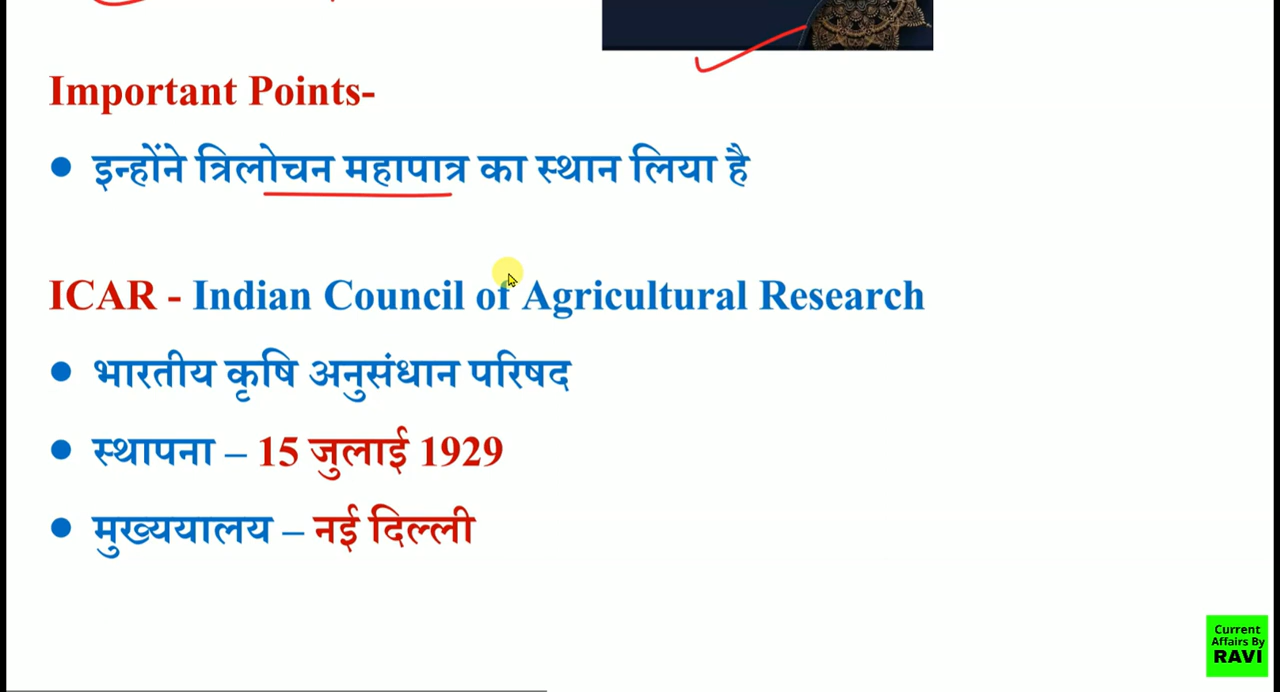 Important Points-
● इन्होंने त्रिलोचन महापात्र का स्थान लिया है
ICAR - Indian Council of Agricultural Research
● भारतीय कृषि अनुसंधान परिषद
● स्थापना – 15 जुलाई 1929
● मुख्ययालय – नई दिल्ली
Current
Affairs By
RAVI